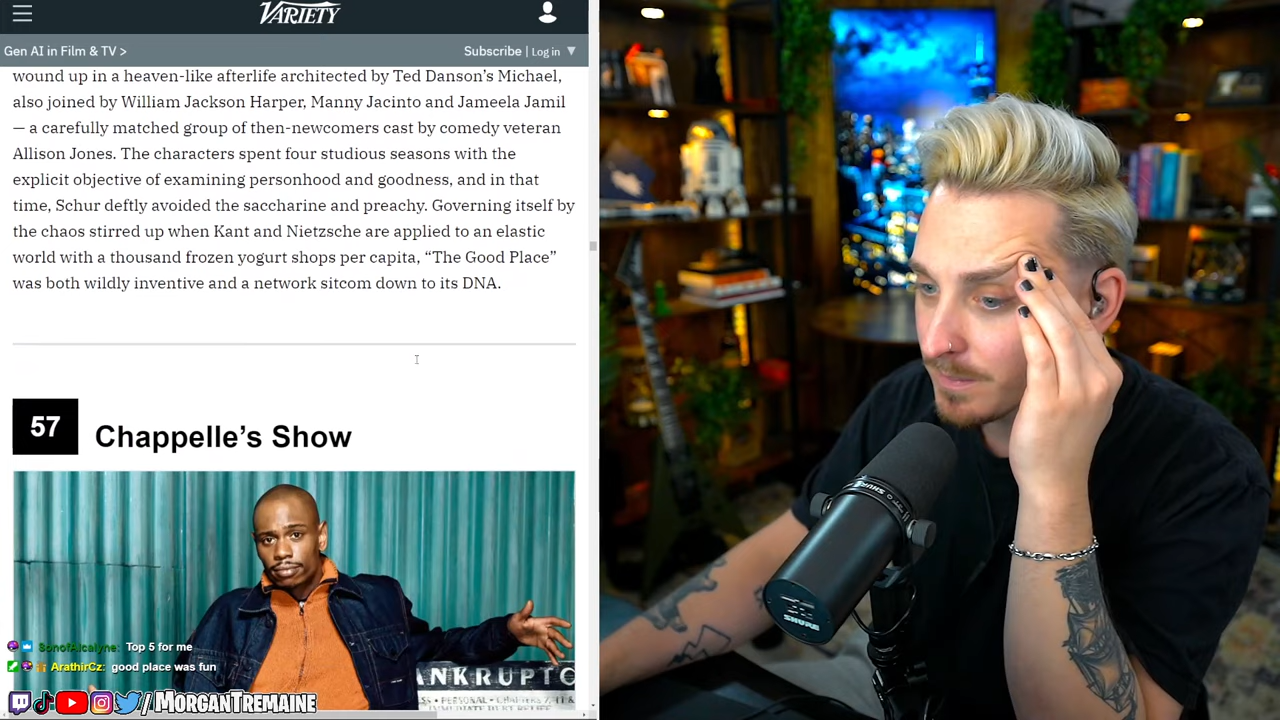 VARIETY
Gen AI in Film & TV >
Subscribe | Log in ▼
wound up in a heaven-like afterlife architected by Ted Danson’s Michael,
also joined by William Jackson Harper, Manny Jacinto and Jameela Jamil
— a carefully matched group of then-newcomers cast by comedy veteran
Allison Jones. The characters spent four studious seasons with the
explicit objective of examining personhood and goodness, and in that
time, Schur deftly avoided the saccharine and preachy. Governing itself by
the chaos stirred up when Kant and Nietzsche are applied to an elastic
world with a thousand frozen yogurt shops per capita, “The Good Place”
was both wildly inventive and a network sitcom down to its DNA.
57
Chappelle’s Show
ANKRUPTC
SonofAlcalyne: Top 5 for me
ArathirCz: good place was fun
/MorganTremaine
SHURE